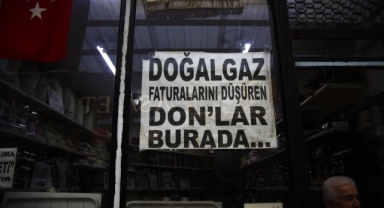 DOĞALGAZ
FATURALARINI DÜŞÜREN
DON'LAR
BURADA...